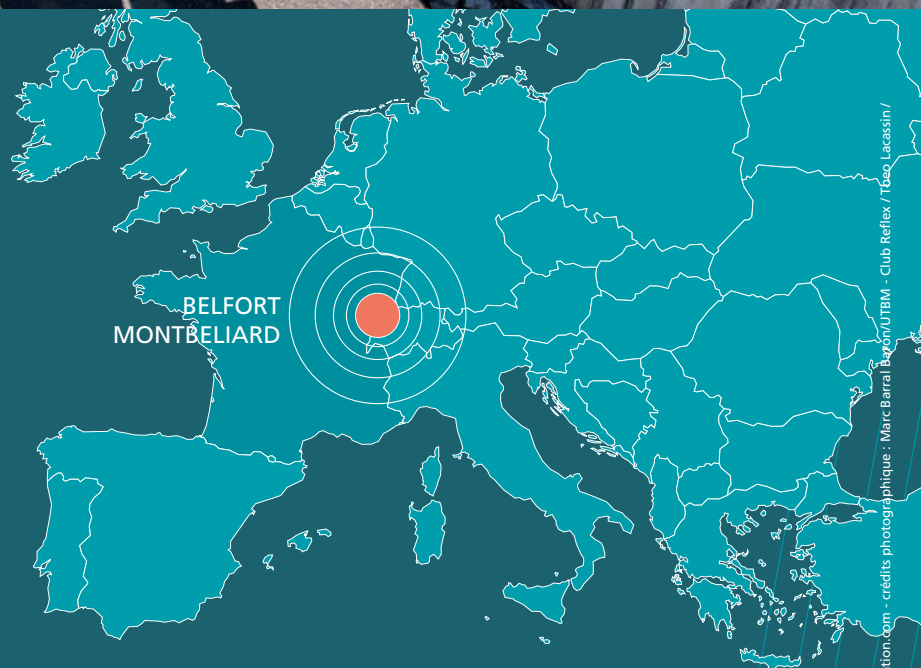 BELFORT
MONTBELIARD
tion.com - crédits photographique : Marc Barral Baron/UTBM - Club Reflex / Théo Lacassin /